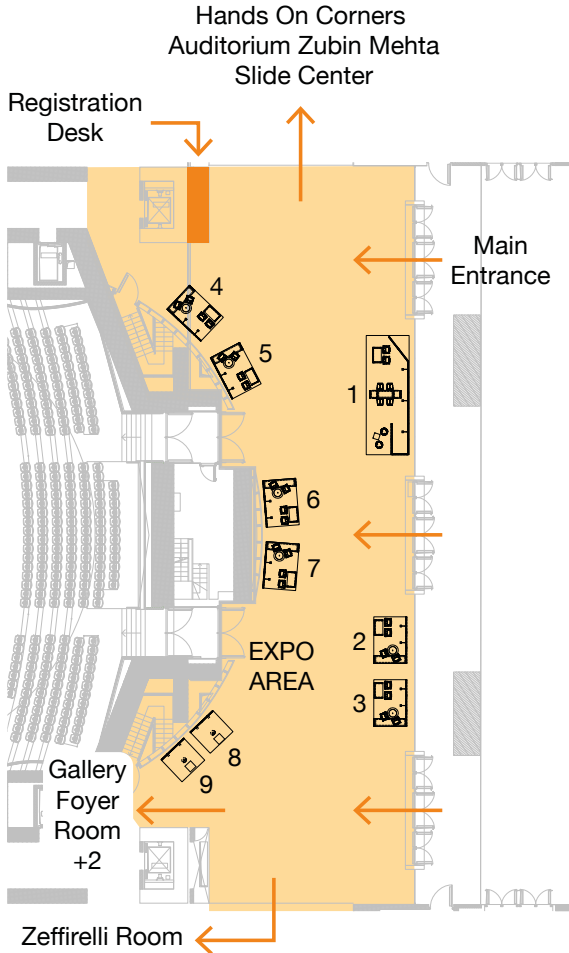 Hands On Corners
Auditorium Zubin Mehta
Slide Center
Registration
Desk
Main
Entrance
4
5
1
6
7
2
EXPO
AREA
3
8
9
Gallery
Foyer
Room
+2
Zeffirelli Room